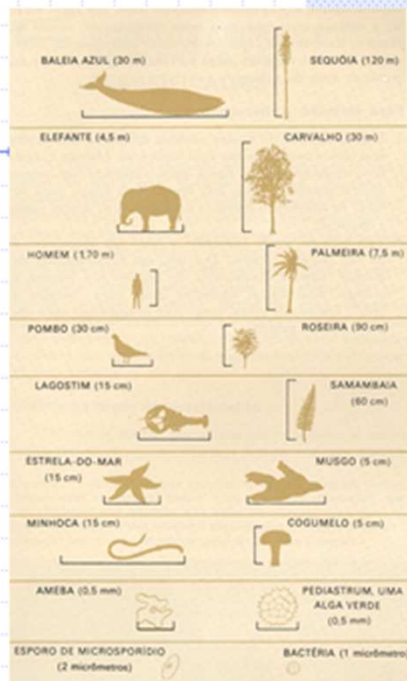 BALEIA AZUL (30 m)
SEQUÓIA (120 m)
ELEFANTE (4,5 m)
CARVALHO (30 m)
HOMEM (1,70 m)
PALMEIRA (7,5 m)
POMBO (30 cm)
ROSEIRA (90 cm)
LAGOSTIM (15 cm)
SAMAMBAIA
(60 cm)
ESTRELA-DO-MAR
(15 cm)
MUSGO (5 cm)
MINHOCA (15 cm)
COGUMELO (5 cm)
AMEBA (0,5 mm)
PEDIASTRUM, UMA
ALGA VERDE
(0,5 mm)
ESPORO DE MICROSPORÍDIO
(2 micrômetros)
BACTÉRIA (1 micrômetro